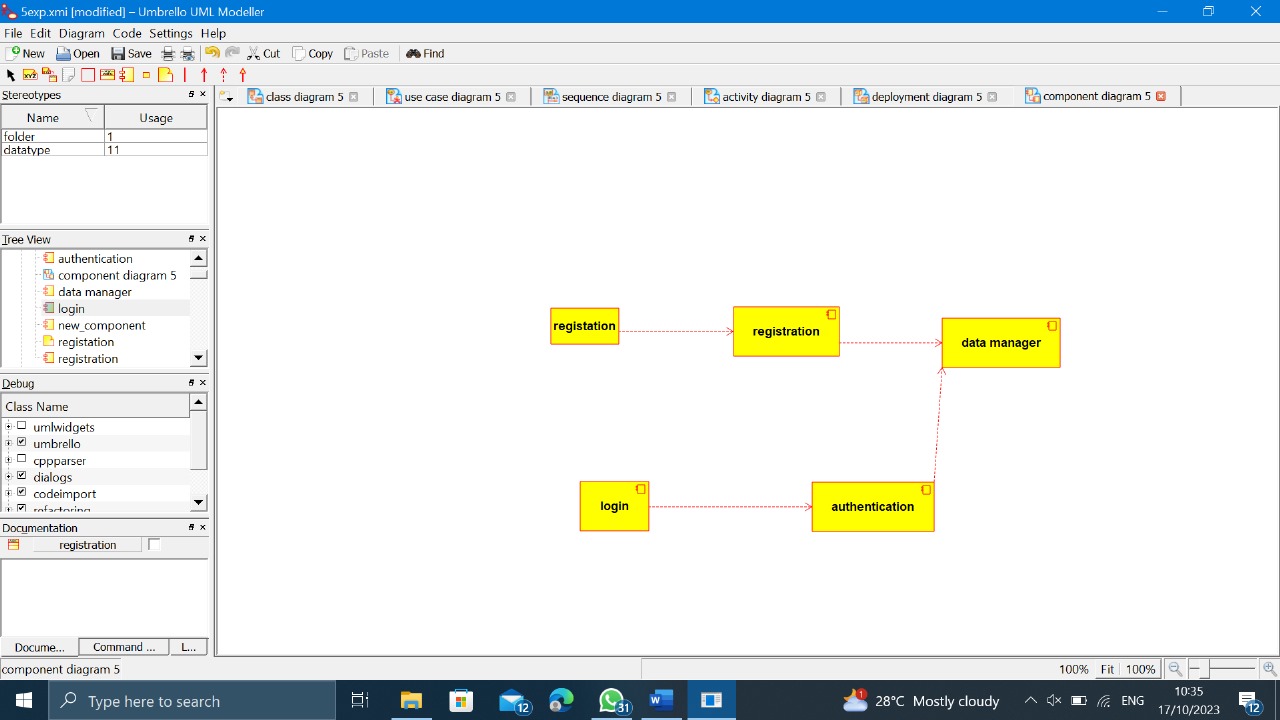 5exp.xmi [modified] – Umbrello UML Modeller
File Edit Diagram Code Settings Help
New Open Save Cut Copy Paste Find
Stereotypes
Name Usage
folder 1
datatype 11
class diagram 5 use case diagram 5 sequence diagram 5 activity diagram 5 deployment diagram 5 component diagram 5
Tree View
authentication
component diagram 5
data manager
login
new_component
registation
registration
Debug
Class Name
umlwidgets
umbrello
cppparser
dialogs
codeimport
refactoring
Documentation
registration
Docume... Command ... L...
registation
registration
data manager
login
authentication
component diagram 5
100% Fit 100%
Type here to search
12
31
1
28°C Mostly cloudy
ENG
10:35
17/10/2023
12